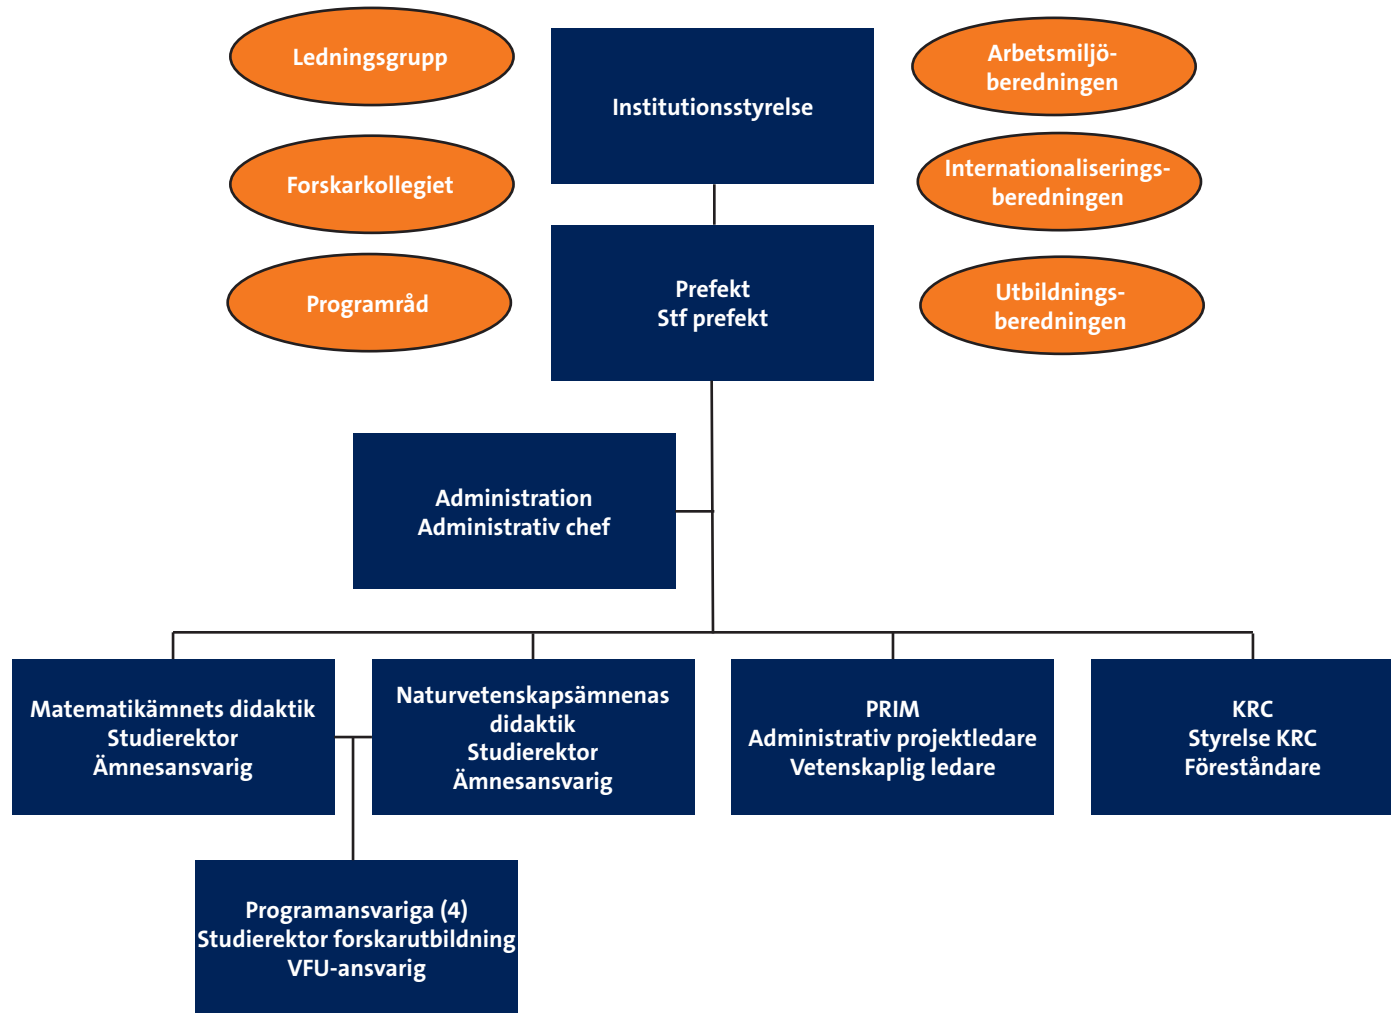 Ledningsgrupp
Forskarkollegiet
Programråd
Institutionsstyrelse
Prefekt
Stf prefekt
Arbetsmiljö-
beredningen
Internationaliserings-
beredningen
Utbildnings-
beredningen
Administration
Administrativ chef
Matematikämnets didaktik
Studierektor
Ämnesansvarig
Naturvetenskapsämnenas
didaktik
Studierektor
Ämnesansvarig
PRIM
Administrativ projektledare
Vetenskaplig ledare
KRC
Styrelse KRC
Föreståndare
Programansvariga (4)
Studierektor forskarutbildning
VFU-ansvarig